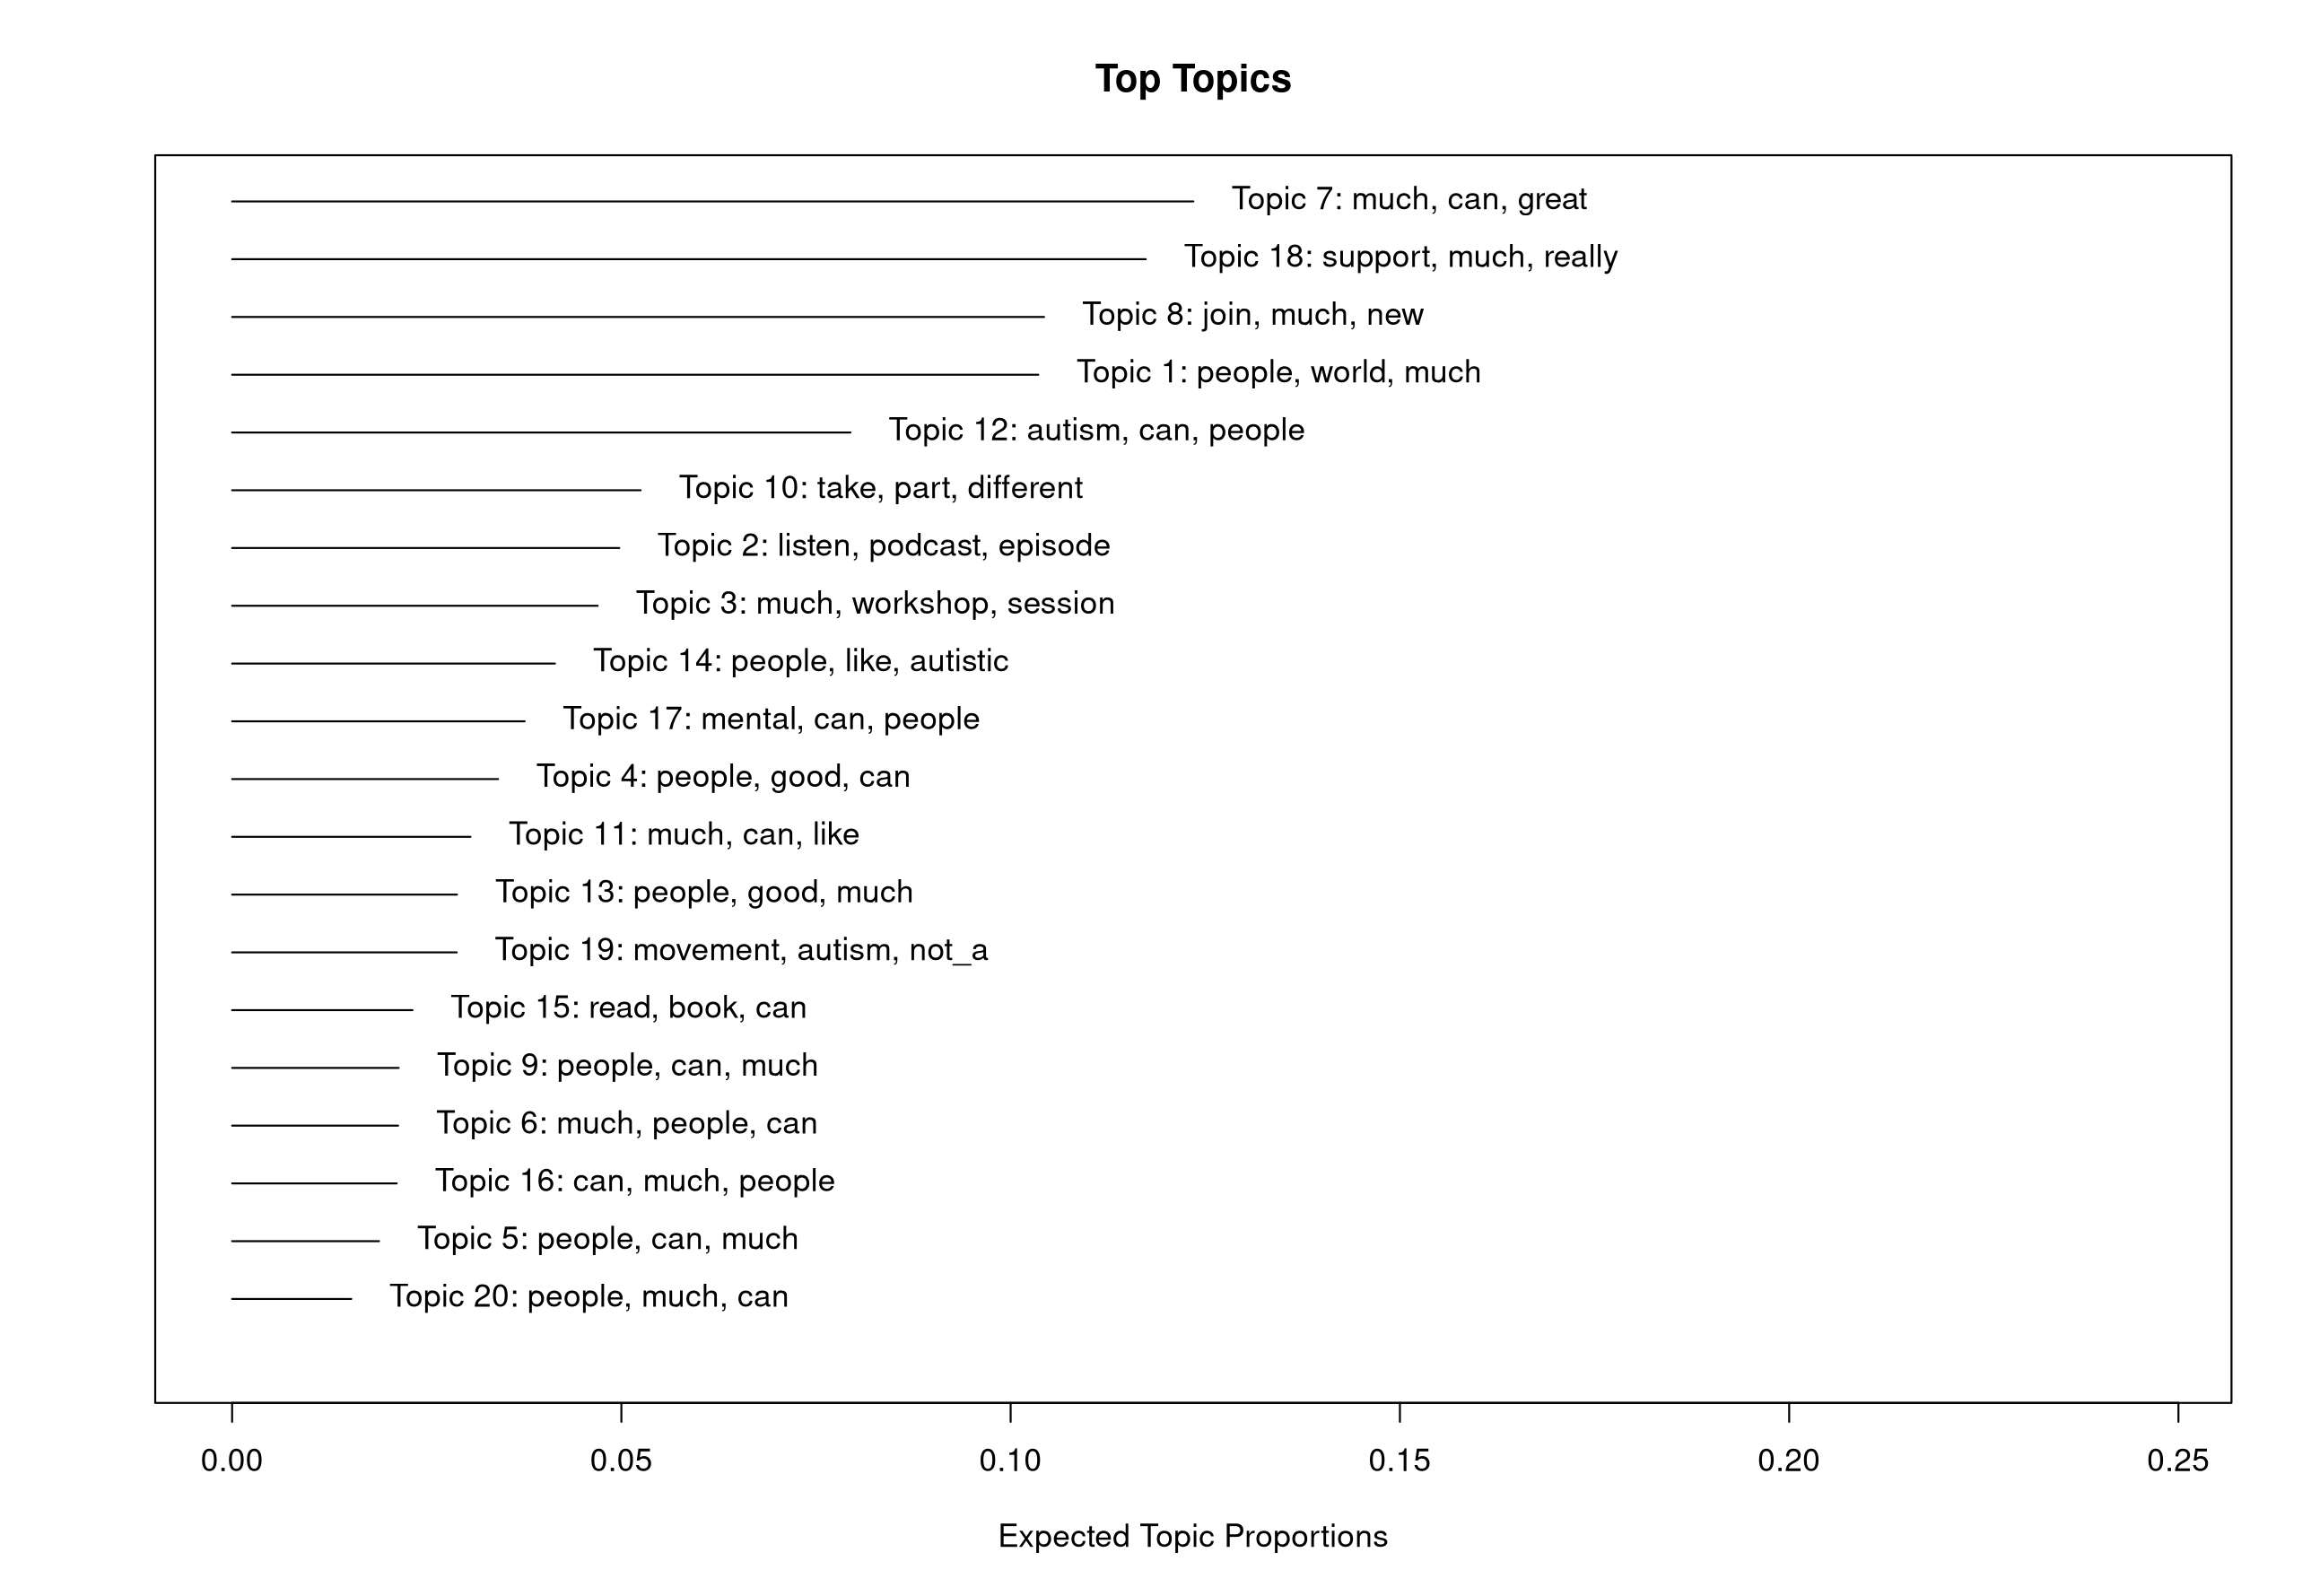 Top Topics
Topic 7: much, can, great
Topic 18: support, much, really
Topic 8: join, much, new
Topic 1: people, world, much
Topic 12: autism, can, people
Topic 10: take, part, different
Topic 2: listen, podcast, episode
Topic 3: much, workshop, session
Topic 14: people, like, autistic
Topic 17: mental, can, people
Topic 4: people, good, can
Topic 11: much, can, like
Topic 13: people, good, much
Topic 19: movement, autism, not_a
Topic 15: read, book, can
Topic 9: people, can, much
Topic 6: much, people, can
Topic 16: can, much, people
Topic 5: people, can, much
Topic 20: people, much, can
0.00 0.05 0.10 0.15 0.20 0.25
Expected Topic Proportions